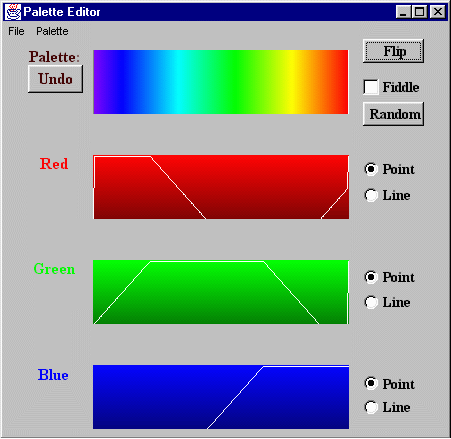 Palette Editor
File Palette
Palette:
Undo
Flip
Fiddle
Random
Red
Point
Line
Green
Point
Line
Blue
Point
Line